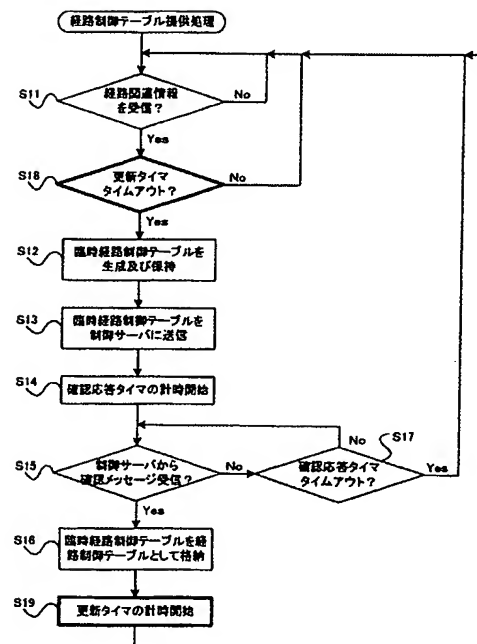 経路制御テーブル提供処理
S11
経路関連情報
を受信？
No
Yes
S18
更新タイマ
タイムアウト？
No
Yes
S12
臨時経路制御テーブルを
生成及び保持
S13
臨時経路制御テーブルを
制御サーバに送信
S14
確認応答タイマの計時開始
S15
制御サーバから
確認メッセージ受信？
No
Yes
S17
確認応答タイマ
タイムアウト？
No
Yes
S16
臨時経路制御テーブルを経
路制御テーブルとして格納
S19
更新タイマの計時開始